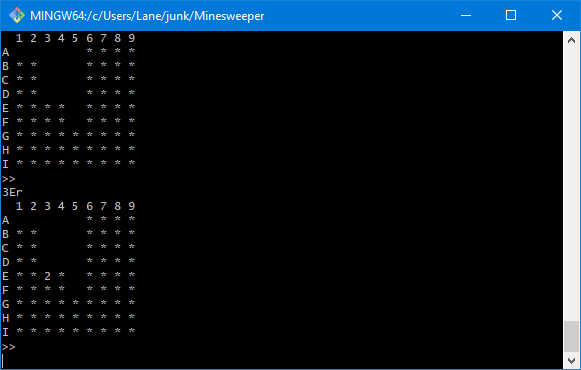 MINGW64:/c/Users/Lane/junk/Minesweeper
  1 2 3 4 5 6 7 8 9
A           * * * *
B * *       * * * *
C * *       * * * *
D * *       * * * *
E * * * *   * * * *
F * * * *   * * * *
G * * * * * * * * *
H * * * * * * * * *
I * * * * * * * * *
>>
3Er
  1 2 3 4 5 6 7 8 9
A           * * * *
B * *       * * * *
C * *       * * * *
D * *       * * * *
E * * 2 *   * * * *
F * * * *   * * * *
G * * * * * * * * *
H * * * * * * * * *
I * * * * * * * * *
>>